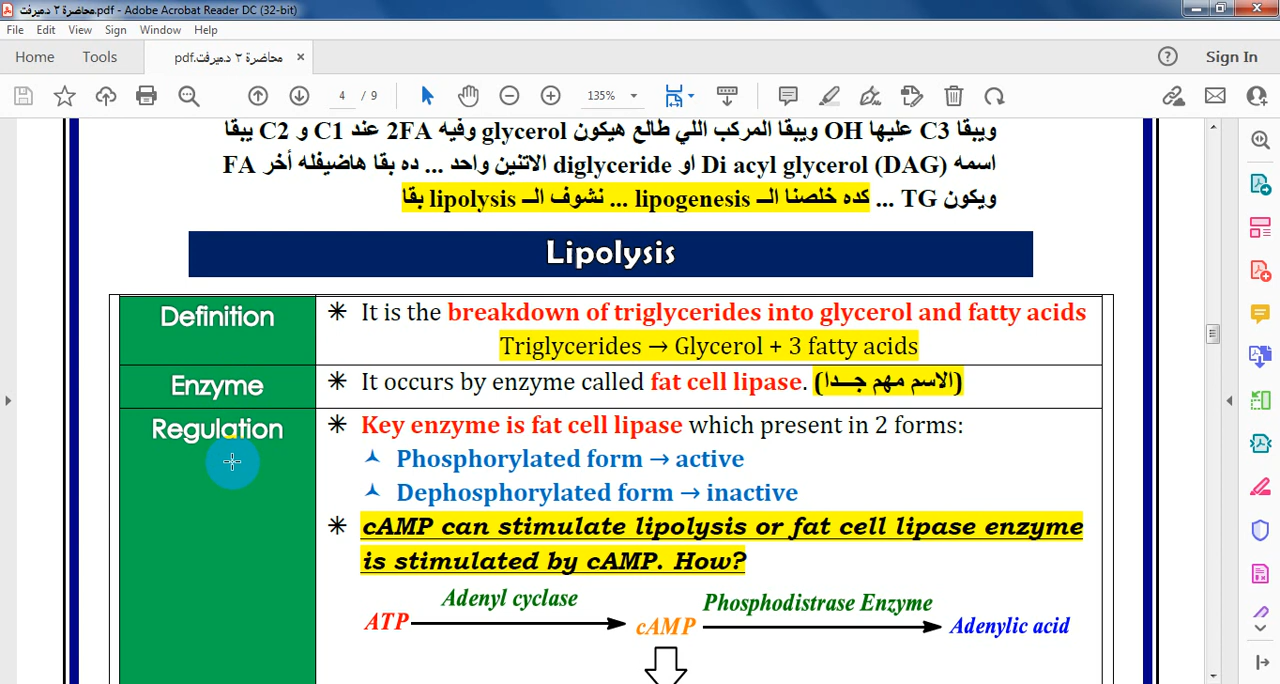 محاضرة ٢ د.ميرفت.pdf - Adobe Acrobat Reader DC (32-bit)
File Edit View Sign Window Help
Home Tools محاضرة ٢ د.ميرفت.pdf × Sign In
4 / 9 135%
ويبقا C3 عليها OH ويبقا المركب اللي طالع هيكون glycerol وفيه 2FA عند C1 و C2 يبقا
اسمه Di acyl glycerol (DAG) او diglyceride الاتنين واحد ... ده بقا هاضيفله أخر FA
ويكون TG ... كده خلصنا الـ lipogenesis ... نشوف الـ lipolysis بقا
Lipolysis
Definition
It is the breakdown of triglycerides into glycerol and fatty acids
Triglycerides → Glycerol + 3 fatty acids
Enzyme
It occurs by enzyme called fat cell lipase. (الاسم مهم جـــدا)
Regulation
Key enzyme is fat cell lipase which present in 2 forms:
Phosphorylated form → active
Dephosphorylated form → inactive
cAMP can stimulate lipolysis or fat cell lipase enzyme
is stimulated by cAMP. How?
Adenyl cyclase Phosphodistrase Enzyme
ATP cAMP Adenylic acid